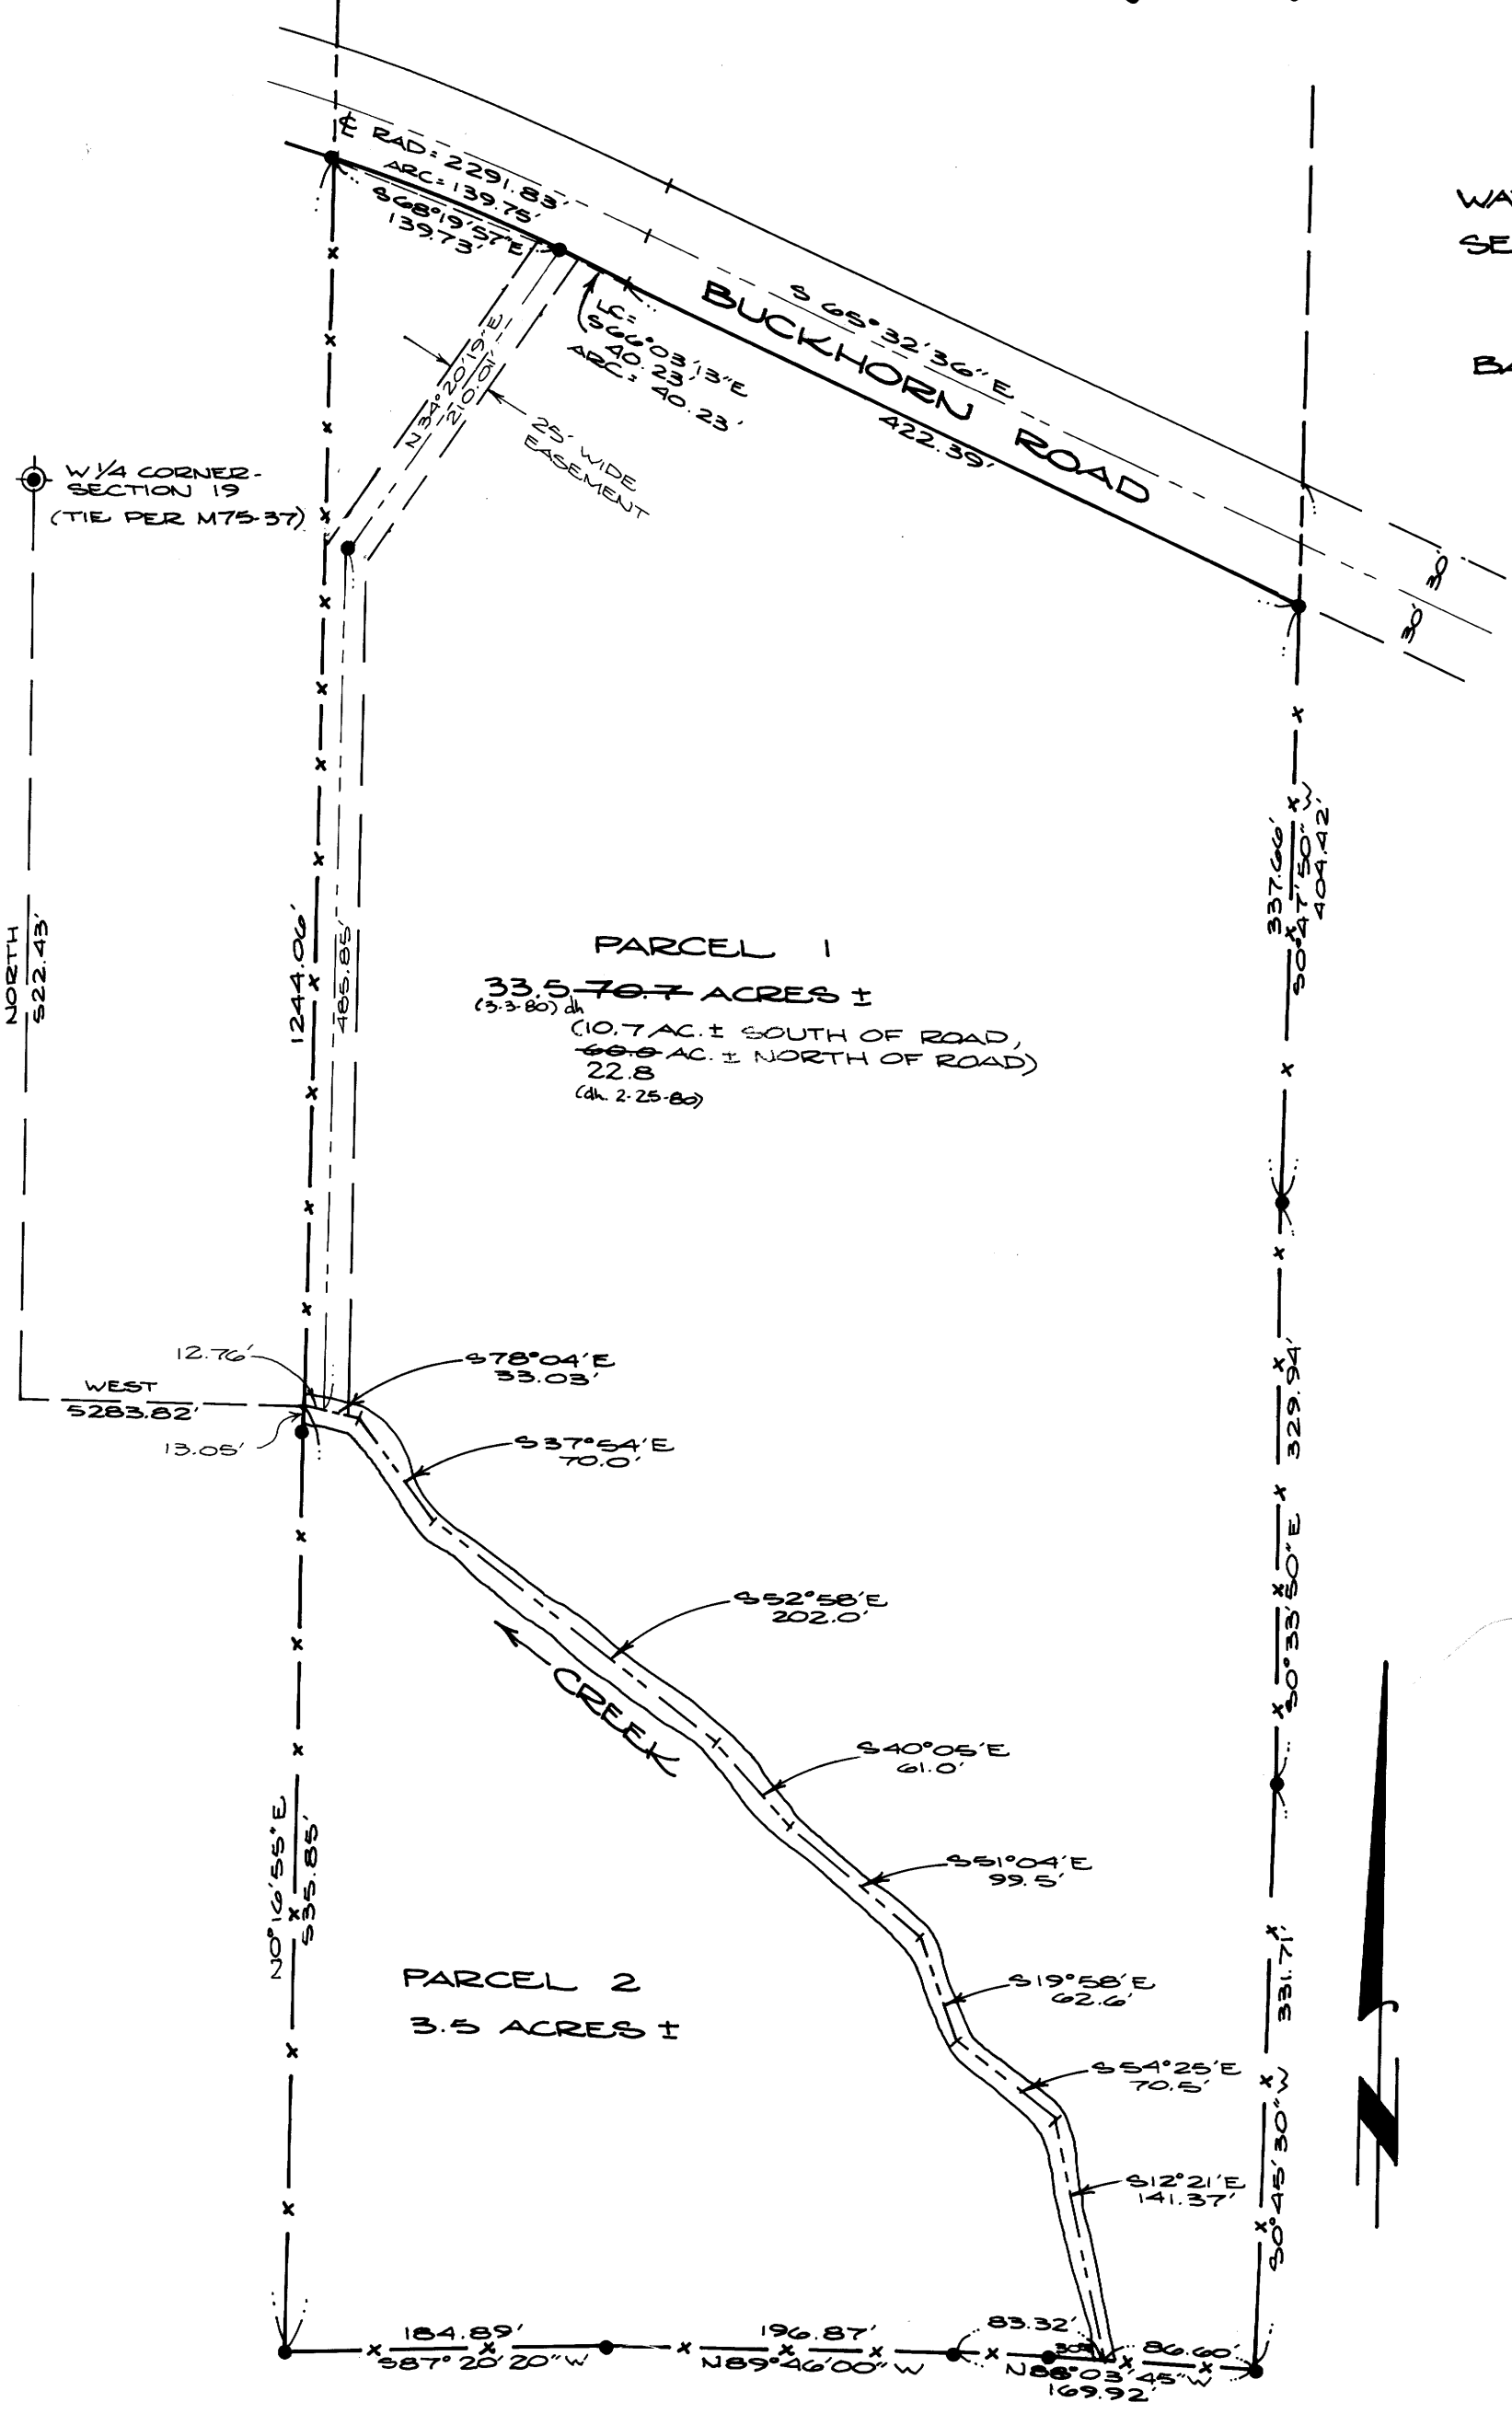 WA
SE
BA
℄ RAD= 2291.83'
ARC= 139.75'
S68°19'57"E
139.73'
LC=
S66°03'13"E
40.23'
ARC= 40.23'
S 65°32'36" E
BUCKHORN ROAD
422.39'
30'
30'
N34°20'19"E
210.01'
25' WIDE
EASEMENT
W 1/4 CORNER-
SECTION 19
(TIE PER M75-37)
NORTH
522.43'
1244.06'
485.85'
337.66'
S0°47'50"W
404.42'
PARCEL 1
33.5 70.7 ACRES ±
(3-3-80) dh
(10.7 AC. ± SOUTH OF ROAD,
60.0 AC. ± NORTH OF ROAD)
22.8
(dh. 2-25-80)
12.76'
WEST
5283.82'
13.05'
S78°04'E
33.03'
S37°54'E
70.0'
S0°33'50"E 329.94'
S52°58'E
202.0'
CREEK
S40°05'E
61.0'
S51°04'E
99.5'
N0°16'55"E
535.85'
PARCEL 2
3.5 ACRES ±
S19°58'E
62.6'
S54°25'E
70.5'
S12°21'E
141.37'
S0°45'30"W 331.71'
184.89'
S87°20'20"W
196.87'
N89°46'00"W
83.32'
86.60'
N88°03'45"W
169.92'
N